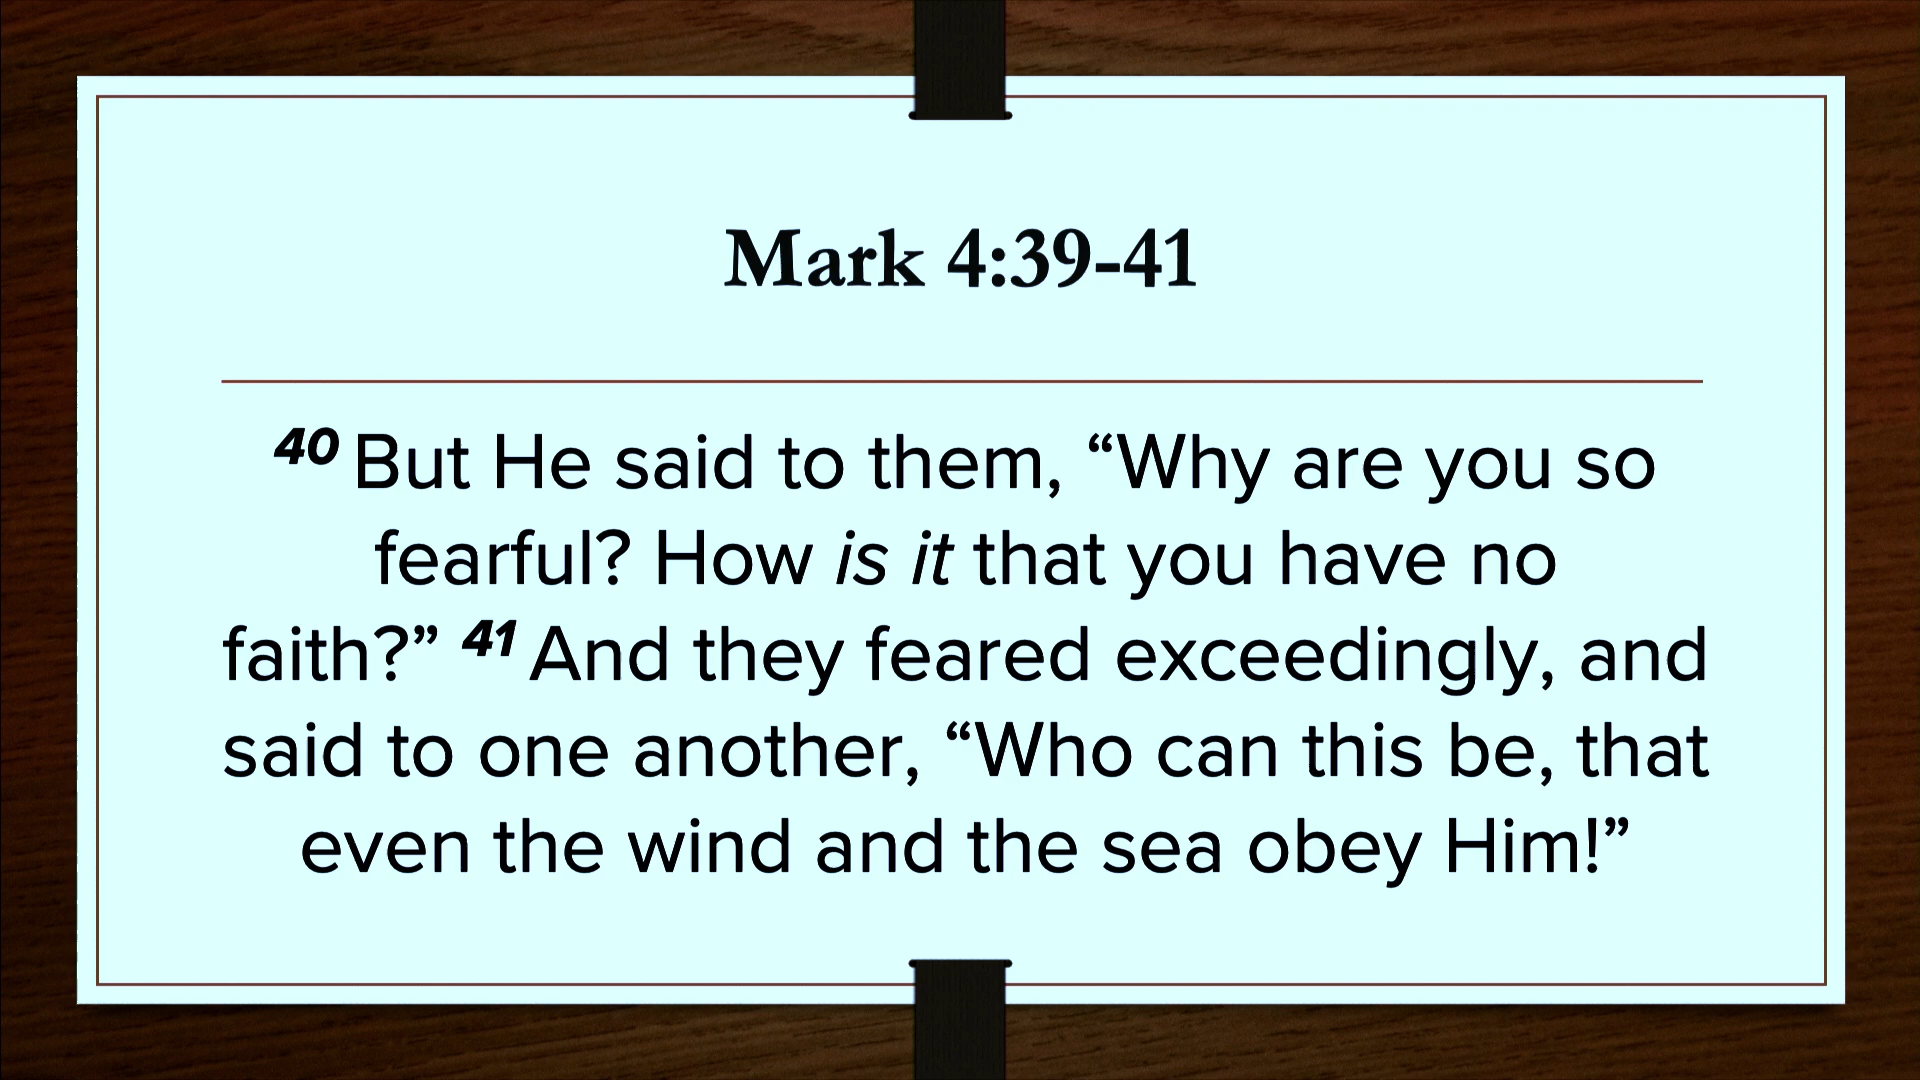 Mark 4:39-41
40 But He said to them, “Why are you so
fearful? How is it that you have no
faith?” 41 And they feared exceedingly, and
said to one another, “Who can this be, that
even the wind and the sea obey Him!”